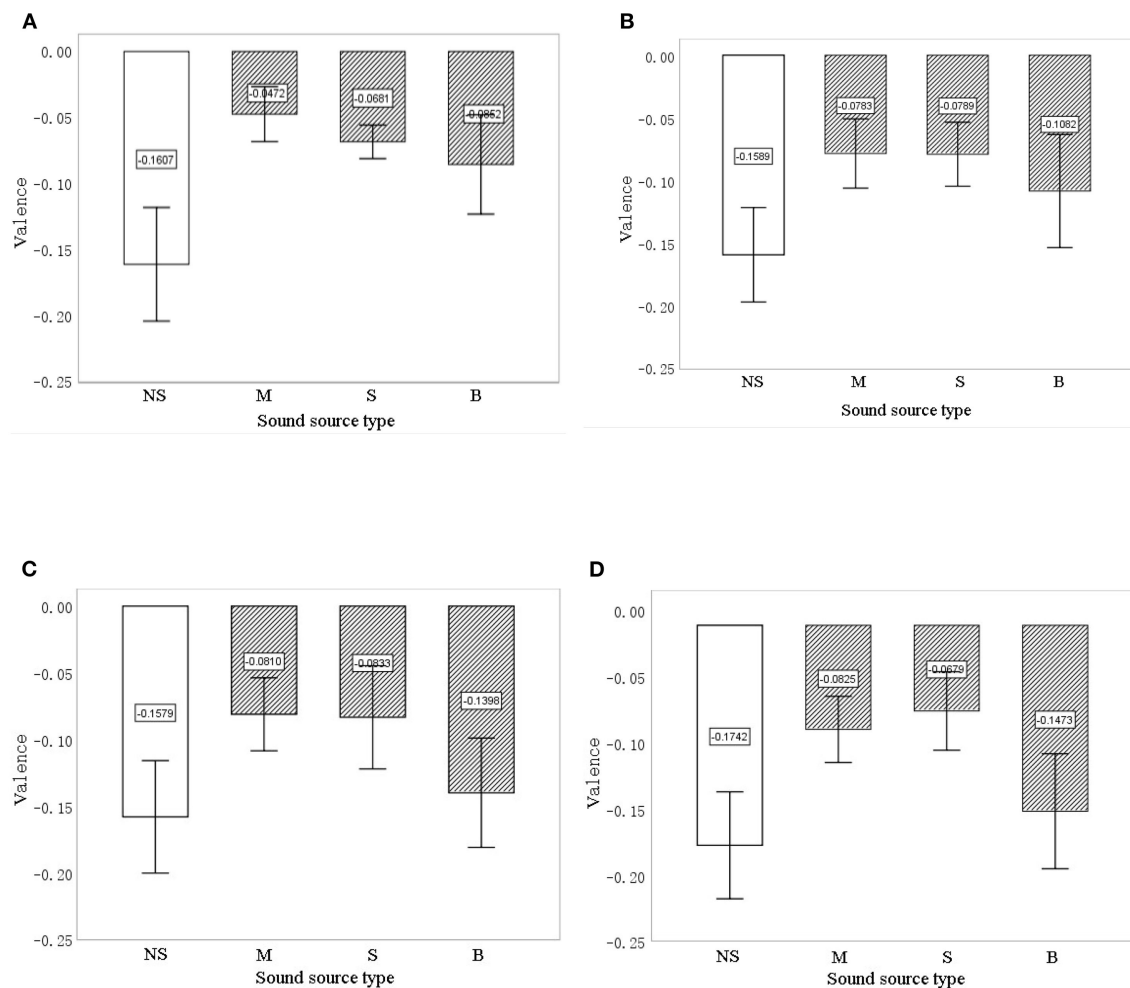 A
0.00
-0.05
-0.10
-0.15
-0.20
-0.25
Valence
-0.1607
-0.0472
-0.0681
-0.0852
NS M S B
Sound source type
B
0.00
-0.05
-0.10
-0.15
-0.20
-0.25
Valence
-0.1589
-0.0783
-0.0789
-0.1082
NS M S B
Sound source type
C
0.00
-0.05
-0.10
-0.15
-0.20
-0.25
Valence
-0.1579
-0.0810
-0.0833
-0.1398
NS M S B
Sound source type
D
0.00
-0.05
-0.10
-0.15
-0.20
-0.25
Valence
-0.1742
-0.0825
-0.0679
-0.1473
NS M S B
Sound source type